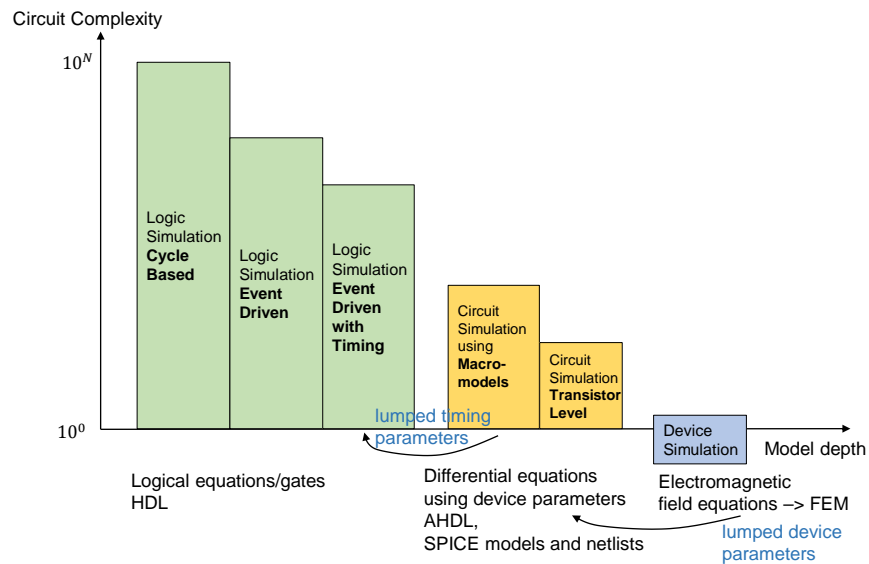 Circuit Complexity
10^N
Logic
Simulation
Cycle
Based
Logic
Simulation
Event
Driven
Logic
Simulation
Event
Driven
with
Timing
Circuit
Simulation
using
Macro-
models
Circuit
Simulation
Transistor
Level
lumped timing
parameters
10^0
Device
Simulation
Model depth
Logical equations/gates
HDL
Differential equations
using device parameters
AHDL,
SPICE models and netlists
Electromagnetic
field equations –> FEM
lumped device
parameters